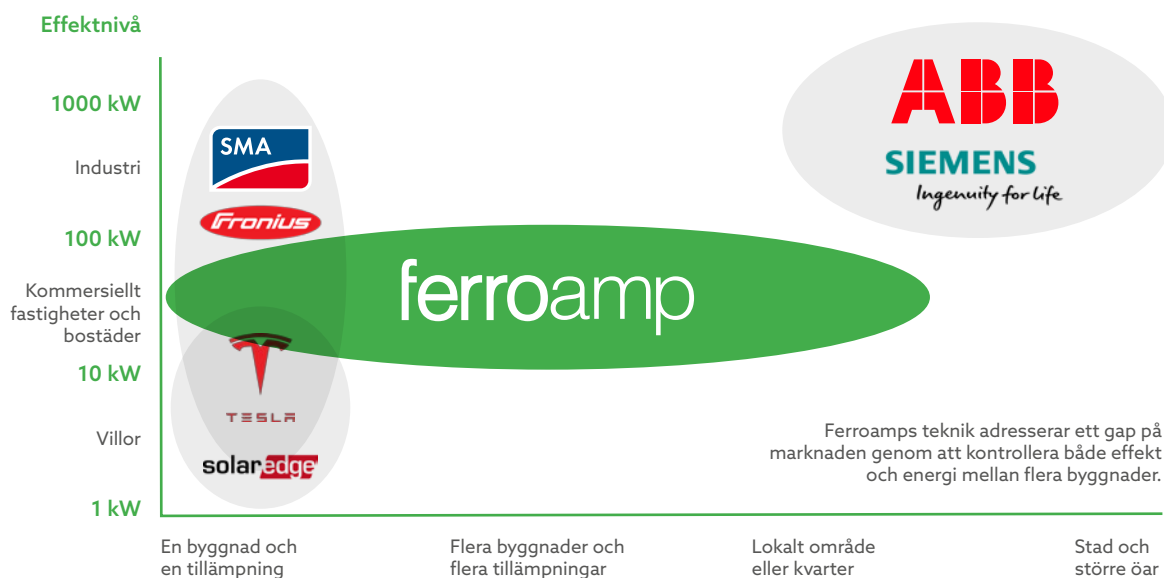 Effektnivå
1000 kW
Industri
100 kW
Kommersiellt
fastigheter och
bostäder
10 kW
Villor
1 kW
SMA
Fronius
TESLA
solaredge
ferroamp
ABB
SIEMENS
Ingenuity for life
Ferroamps teknik adresserar ett gap på
marknaden genom att kontrollera både effekt
och energi mellan flera byggnader.
En byggnad och
en tillämpning
Flera byggnader och
flera tillämpningar
Lokalt område
eller kvarter
Stad och
större öar